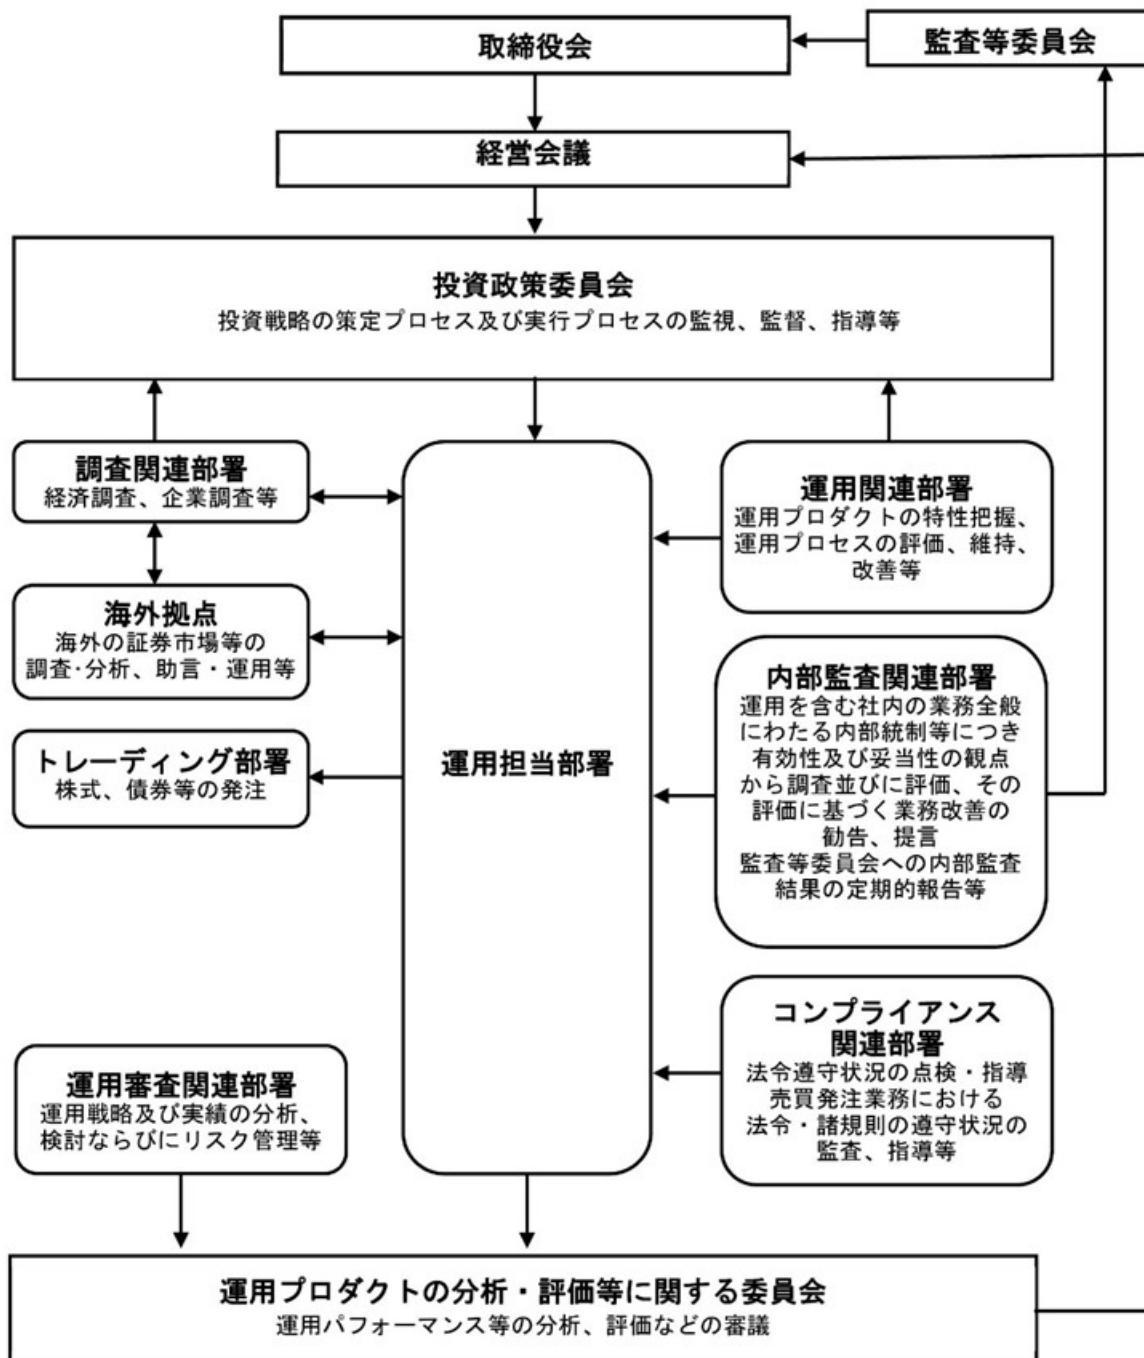 取締役会
監査等委員会
経営会議
投資政策委員会
投資戦略の策定プロセス及び実行プロセスの監視、監督、指導等
調査関連部署
経済調査、企業調査等
海外拠点
海外の証券市場等の
調査･分析、助言・運用等
トレーディング部署
株式、債券等の発注
運用担当部署
運用関連部署
運用プロダクトの特性把握、
運用プロセスの評価、維持、
改善等
内部監査関連部署
運用を含む社内の業務全般
にわたる内部統制等につき
有効性及び妥当性の観点
から調査並びに評価、その
評価に基づく業務改善の
勧告、提言
監査等委員会への内部監査
結果の定期的報告等
コンプライアンス
関連部署
法令遵守状況の点検・指導
売買発注業務における
法令・諸規則の遵守状況の
監査、指導等
運用審査関連部署
運用戦略及び実績の分析、
検討ならびにリスク管理等
運用プロダクトの分析・評価等に関する委員会
運用パフォーマンス等の分析、評価などの審議